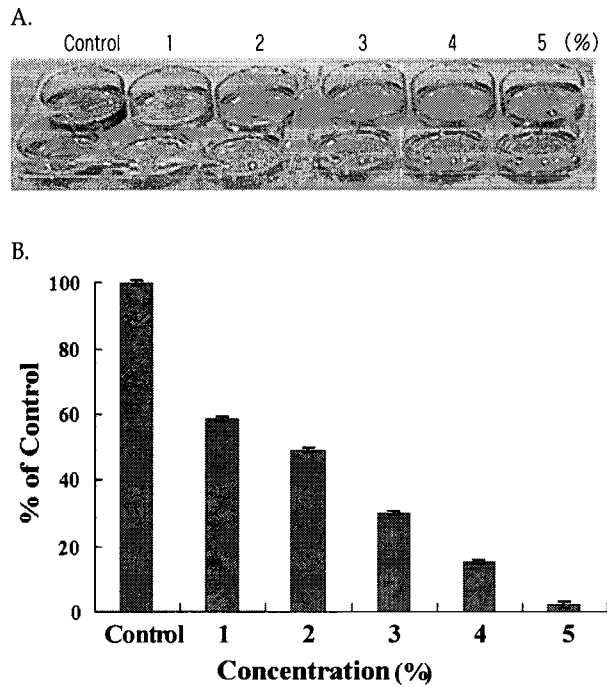 A.
Control 1 2 3 4 5 (%)
B.
100
80
60
40
20
0
% of Control
Control 1 2 3 4 5
Concentration (%)